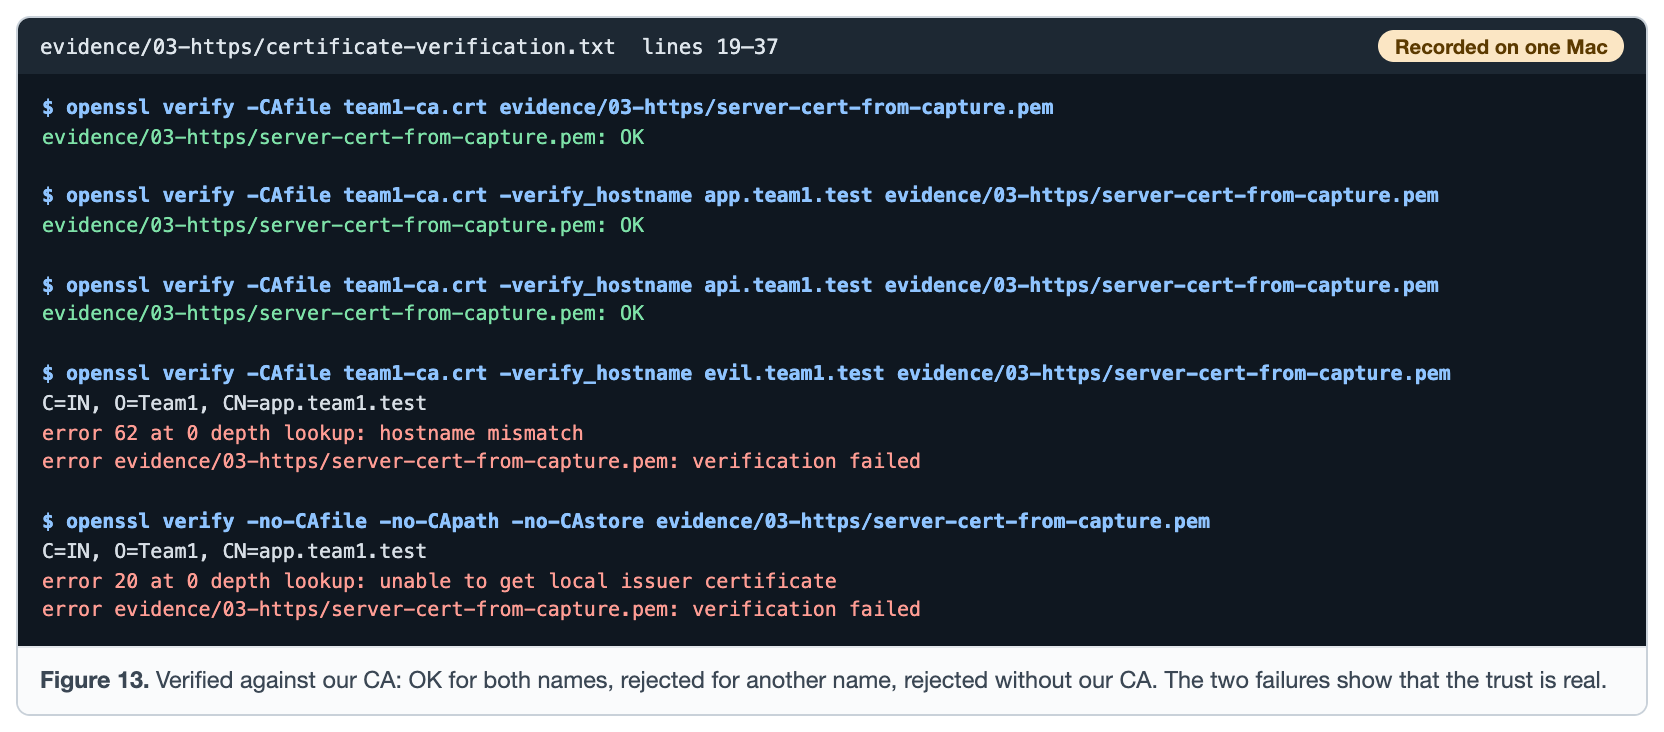 evidence/03-https/certificate-verification.txt lines 19–37
Recorded on one Mac
$ openssl verify -CAfile team1-ca.crt evidence/03-https/server-cert-from-capture.pem
evidence/03-https/server-cert-from-capture.pem: OK
$ openssl verify -CAfile team1-ca.crt -verify_hostname app.team1.test evidence/03-https/server-cert-from-capture.pem
evidence/03-https/server-cert-from-capture.pem: OK
$ openssl verify -CAfile team1-ca.crt -verify_hostname api.team1.test evidence/03-https/server-cert-from-capture.pem
evidence/03-https/server-cert-from-capture.pem: OK
$ openssl verify -CAfile team1-ca.crt -verify_hostname evil.team1.test evidence/03-https/server-cert-from-capture.pem
C=IN, O=Team1, CN=app.team1.test
error 62 at 0 depth lookup: hostname mismatch
error evidence/03-https/server-cert-from-capture.pem: verification failed
$ openssl verify -no-CAfile -no-CApath -no-CAstore evidence/03-https/server-cert-from-capture.pem
C=IN, O=Team1, CN=app.team1.test
error 20 at 0 depth lookup: unable to get local issuer certificate
error evidence/03-https/server-cert-from-capture.pem: verification failed
Figure 13. Verified against our CA: OK for both names, rejected for another name, rejected without our CA. The two failures show that the trust is real.